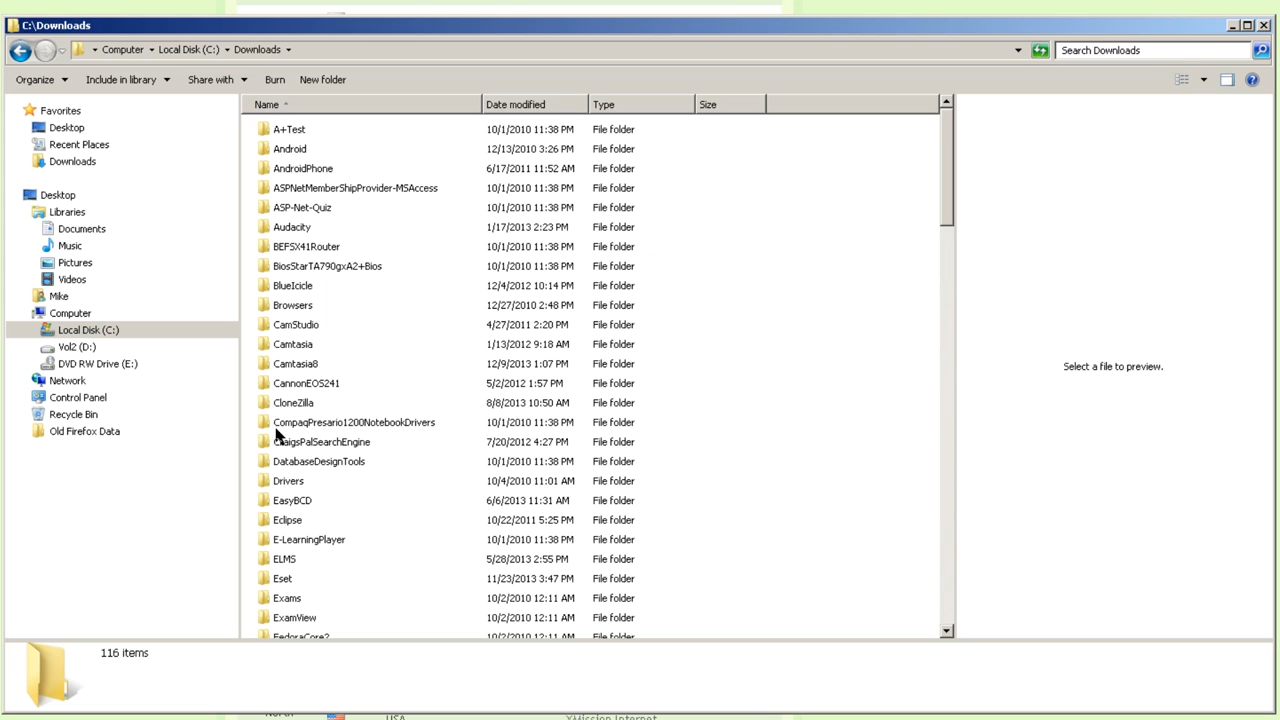 C:\Downloads
Computer Local Disk (C:) Downloads Search Downloads
Organize Include in library Share with Burn New folder
Favorites
Desktop
Recent Places
Downloads
Desktop
Libraries
Documents
Music
Pictures
Videos
Mike
Computer
Local Disk (C:)
Vol2 (D:)
DVD RW Drive (E:)
Network
Control Panel
Recycle Bin
Old Firefox Data
Name Date modified Type Size
A+Test 10/1/2010 11:38 PM File folder
Android 12/13/2010 3:26 PM File folder
AndroidPhone 6/17/2011 11:52 AM File folder
ASPNetMemberShipProvider-MSAccess 10/1/2010 11:38 PM File folder
ASP-Net-Quiz 10/1/2010 11:38 PM File folder
Audacity 1/17/2013 2:23 PM File folder
BEFSX41Router 10/1/2010 11:38 PM File folder
BiosStarTA790gxA2+Bios 10/1/2010 11:38 PM File folder
BlueIcicle 12/4/2012 10:14 PM File folder
Browsers 12/27/2010 2:48 PM File folder
CamStudio 4/27/2011 2:20 PM File folder
Camtasia 1/13/2012 9:18 AM File folder
Camtasia8 12/9/2013 1:07 PM File folder
CannonEOS241 5/2/2012 1:57 PM File folder
CloneZilla 8/8/2013 10:50 AM File folder
CompaqPresario1200NotebookDrivers 10/1/2010 11:38 PM File folder
CraigsPalSearchEngine 7/20/2012 4:27 PM File folder
DatabaseDesignTools 10/1/2010 11:38 PM File folder
Drivers 10/4/2010 11:01 AM File folder
EasyBCD 6/6/2013 11:31 AM File folder
Eclipse 10/22/2011 5:25 PM File folder
E-LearningPlayer 10/1/2010 11:38 PM File folder
ELMS 5/28/2013 2:55 PM File folder
Eset 11/23/2013 3:47 PM File folder
Exams 10/2/2010 12:11 AM File folder
ExamView 10/2/2010 12:11 AM File folder
FedoraCore2 10/2/2010 12:11 AM File folder
Select a file to preview.
116 items
North USA XMission Internet